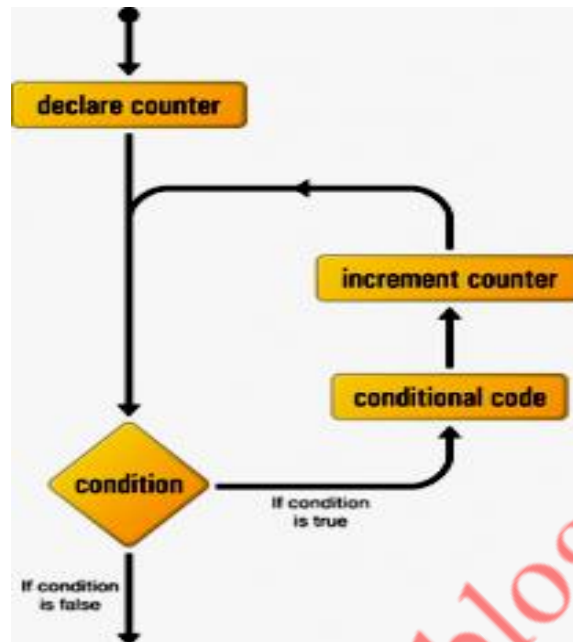 declare counter
increment counter
conditional code
condition
If condition
is true
If condition
is false